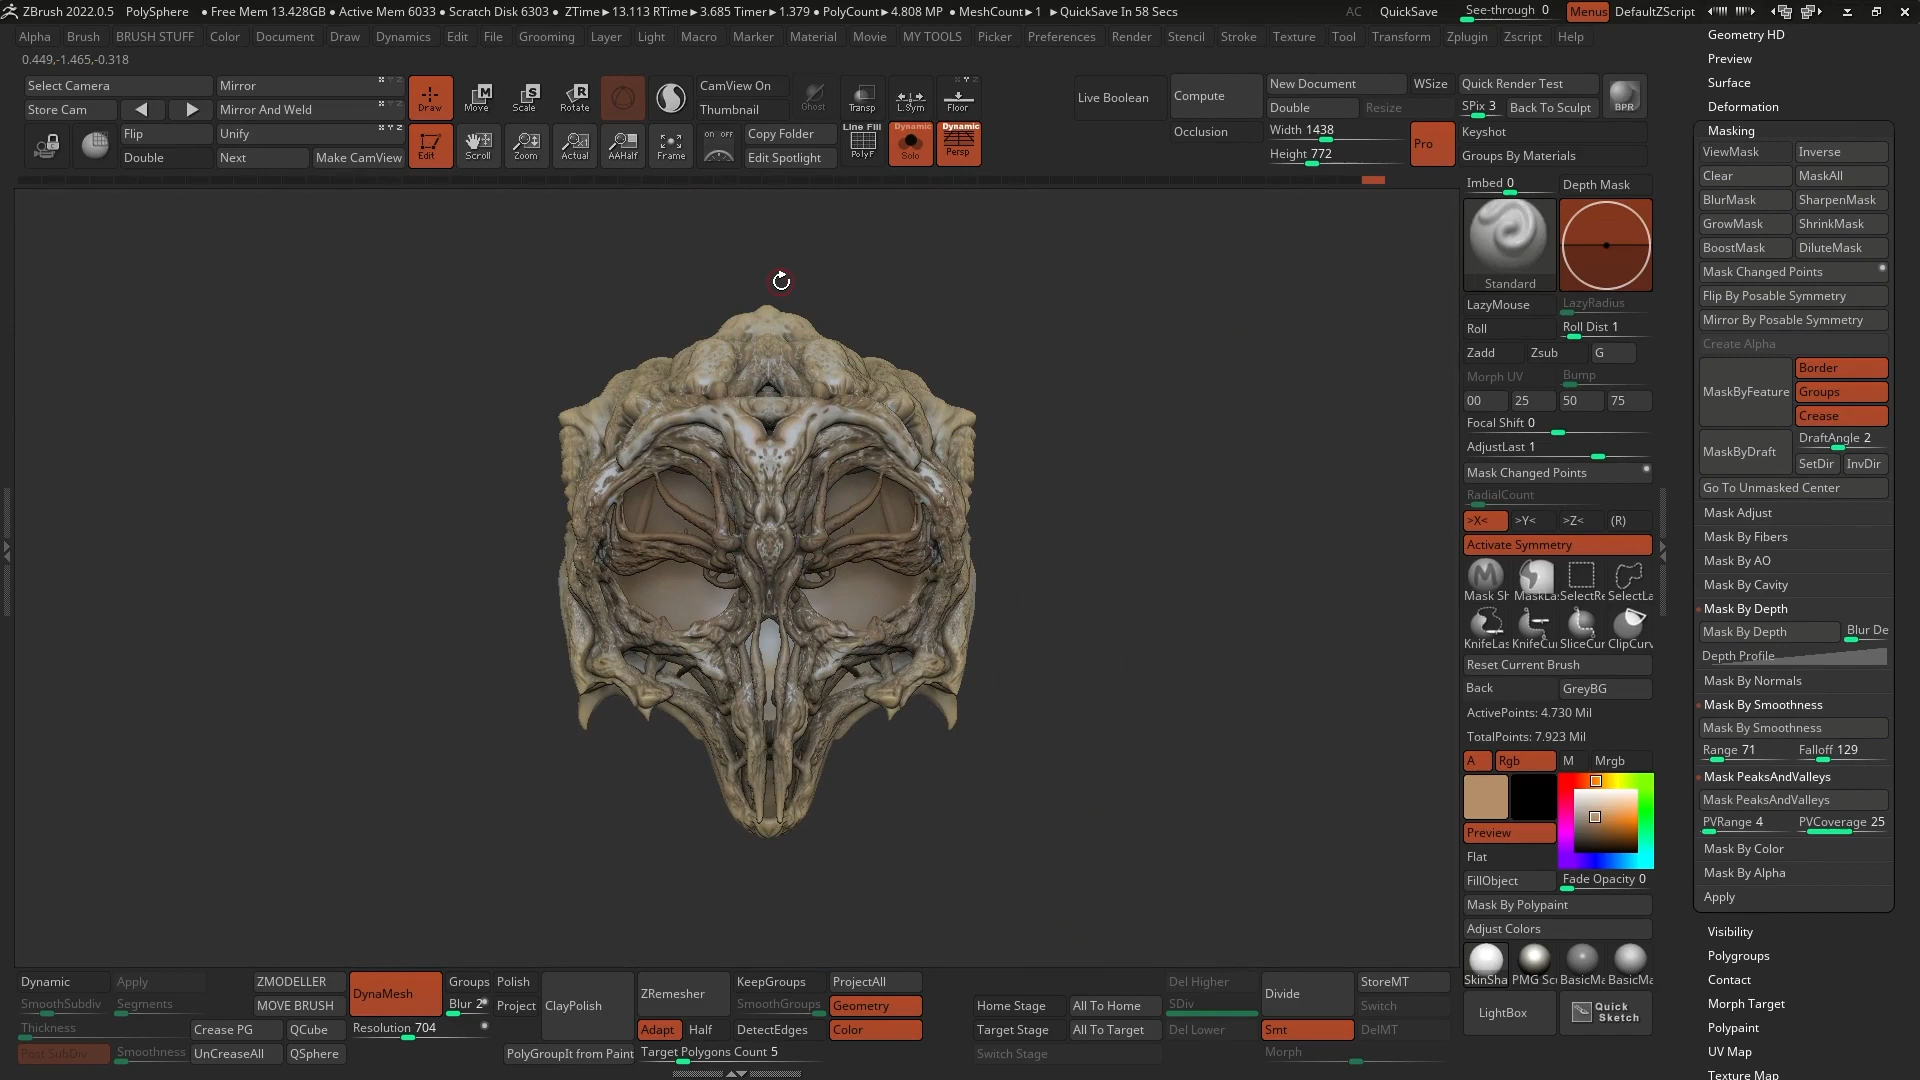 ZBrush 2022.0.5 PolySphere ● Free Mem 13.428GB ● Active Mem 6033 ● Scratch Disk 6303 ● ZTime►13.113 RTime►3.685 Timer►1.379 ● PolyCount►4.808 MP ● MeshCount►1 ►QuickSave In 58 Secs AC QuickSave See-through 0 Menus DefaultZScript
Alpha Brush BRUSH STUFF Color Document Draw Dynamics Edit File Grooming Layer Light Macro Marker Material Movie MY TOOLS Picker Preferences Render Stencil Stroke Texture Tool Transform Zplugin Zscript Help
0.449,-1.465,-0.318
Select Camera
Store Cam
Mirror
Mirror And Weld
Flip
Unify
Double
Next
Make CamView
Draw
Move
Scale
Rotate
CamView On
Thumbnail
Ghost
Transp
L.Sym
Floor
Edit
Scroll
Zoom
Actual
AAHalf
Frame
ON OFF
Copy Folder
Edit Spotlight
Line Fill
PolyF
Dynamic
Solo
Dynamic
Persp
Live Boolean
Compute
Occlusion
New Document
WSize
Double
Resize
Width 1438
Height 772
Pro
Quick Render Test
SPix 3
Back To Sculpt
BPR
Keyshot
Groups By Materials
Imbed 0
Depth Mask
Standard
LazyMouse
LazyRadius
Roll
Roll Dist 1
Zadd Zsub G
Morph UV
Bump
00 25 50 75
Focal Shift 0
AdjustLast 1
Mask Changed Points
RadialCount
>X< >Y< >Z< (R)
Activate Symmetry
Mask Sh MaskLa SelectRe SelectLa
KnifeLas KnifeCu SliceCur ClipCurv
Reset Current Brush
Back
GreyBG
ActivePoints: 4.730 Mil
TotalPoints: 7.923 Mil
A Rgb M Mrgb
Preview
Flat
FillObject
Fade Opacity 0
Mask By Polypaint
Adjust Colors
SkinSha PMG Sc BasicMa BasicMa
LightBox
Quick
Sketch
Geometry HD
Preview
Surface
Deformation
Masking
ViewMask Inverse
Clear MaskAll
BlurMask SharpenMask
GrowMask ShrinkMask
BoostMask DiluteMask
Mask Changed Points
Flip By Posable Symmetry
Mirror By Posable Symmetry
Create Alpha
MaskByFeature
Border
Groups
Crease
MaskByDraft
DraftAngle 2
SetDir InvDir
Go To Unmasked Center
Mask Adjust
Mask By Fibers
Mask By AO
Mask By Cavity
Mask By Depth
Mask By Depth Blur De
Depth Profile
Mask By Normals
Mask By Smoothness
Mask By Smoothness
Range 71 Falloff 129
Mask PeaksAndValleys
Mask PeaksAndValleys
PVRange 4 PVCoverage 25
Mask By Color
Mask By Alpha
Apply
Visibility
Polygroups
Contact
Morph Target
Polypaint
UV Map
Texture Map
Dynamic
Apply
SmoothSubdiv
Segments
Thickness
Post SubDiv
Smoothness
ZMODELLER
MOVE BRUSH
Crease PG
QCube
UnCreaseAll
QSphere
DynaMesh
Groups
Polish
Blur 2
Project
Resolution 704
ClayPolish
PolyGroupIt from Paint
ZRemesher
Adapt
Half
KeepGroups
SmoothGroups
DetectEdges
Target Polygons Count 5
ProjectAll
Geometry
Color
Home Stage
All To Home
Target Stage
All To Target
Switch Stage
Del Higher
SDiv
Del Lower
Divide
Smt
Morph
StoreMT
Switch
DelMT